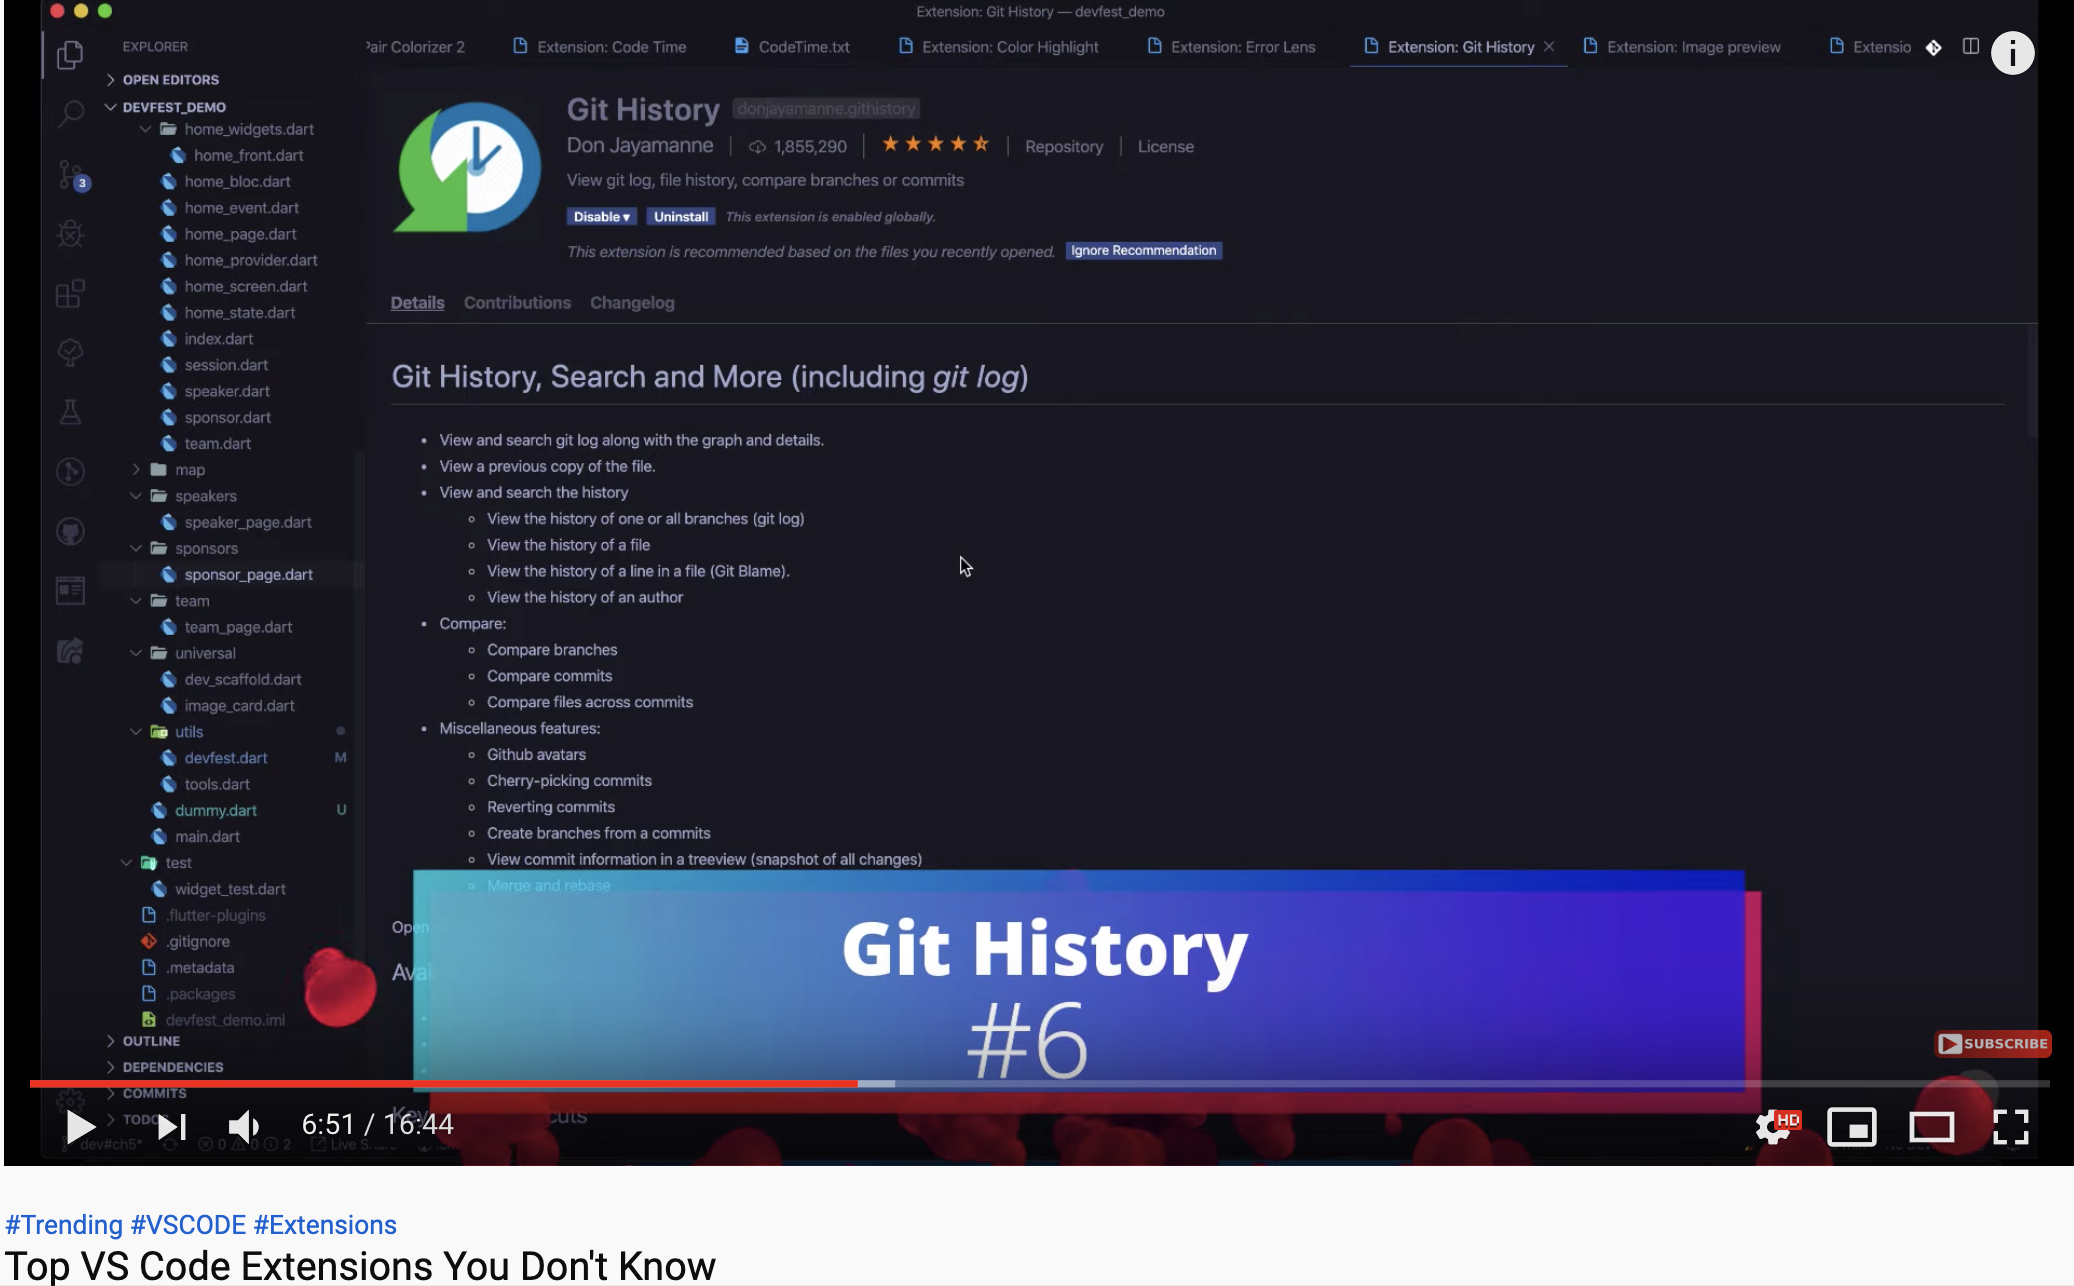 Extension: Git History — devfest_demo
EXPLORER
Pair Colorizer 2
Extension: Code Time
CodeTime.txt
Extension: Color Highlight
Extension: Error Lens
Extension: Git History
Extension: Image preview
Extensio
OPEN EDITORS
DEVFEST_DEMO
home_widgets.dart
home_front.dart
home_bloc.dart
home_event.dart
home_page.dart
home_provider.dart
home_screen.dart
home_state.dart
index.dart
session.dart
speaker.dart
sponsor.dart
team.dart
map
speakers
speaker_page.dart
sponsors
sponsor_page.dart
team
team_page.dart
universal
dev_scaffold.dart
image_card.dart
utils
devfest.dart M
tools.dart
dummy.dart U
main.dart
test
widget_test.dart
.flutter-plugins
.gitignore
.metadata
.packages
devfest_demo.iml
OUTLINE
DEPENDENCIES
COMMITS
TODO
3
Git History donjayamanne.githistory
Don Jayamanne | 1,855,290 | Repository | License
View git log, file history, compare branches or commits
Disable Uninstall This extension is enabled globally.
This extension is recommended based on the files you recently opened. Ignore Recommendation
Details Contributions Changelog
Git History, Search and More (including git log)
• View and search git log along with the graph and details.
• View a previous copy of the file.
• View and search the history
View the history of one or all branches (git log)
View the history of a file
View the history of a line in a file (Git Blame).
View the history of an author
• Compare:
Compare branches
Compare commits
Compare files across commits
• Miscellaneous features:
Github avatars
Cherry-picking commits
Reverting commits
Create branches from a commits
View commit information in a treeview (snapshot of all changes)
Merge and rebase
Open
Avai
Git History
#6
SUBSCRIBE
Key cuts
6:51 / 16:44
HD
dev#ch5* 0 0 2 Live Share
#Trending #VSCODE #Extensions
Top VS Code Extensions You Don't Know